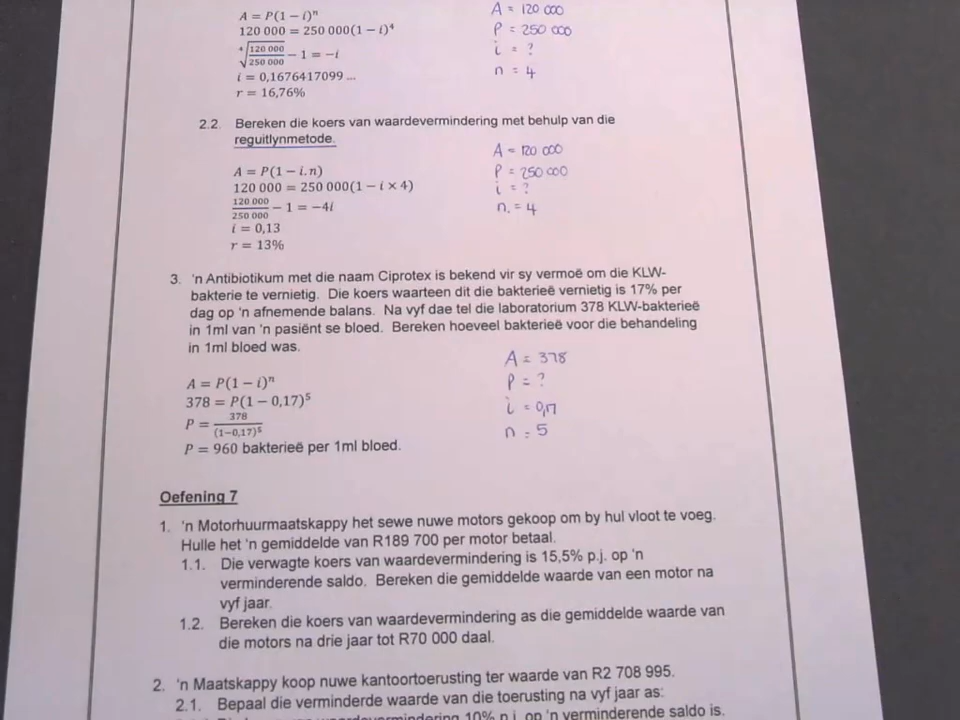 A = P(1 − i)ⁿ
A = 120 000
120 000 = 250 000(1 − i)⁴
P = 250 000
⁴√(120 000/250 000) − 1 = −i
i = ?
i = 0,1676417099 ...
n = 4
r = 16,76%
2.2. Bereken die koers van waardevermindering met behulp van die
reguitlynmetode.
A = 120 000
A = P(1 − i.n)
P = 250 000
120 000 = 250 000(1 − i × 4)
i = ?
120 000/250 000 − 1 = −4i
n = 4
i = 0,13
r = 13%
3. 'n Antibiotikum met die naam Ciprotex is bekend vir sy vermoë om die KLW-
bakterie te vernietig. Die koers waarteen dit die bakterieë vernietig is 17% per
dag op 'n afnemende balans. Na vyf dae tel die laboratorium 378 KLW-bakterieë
in 1ml van 'n pasiënt se bloed. Bereken hoeveel bakterieë voor die behandeling
in 1ml bloed was.
A = 378
A = P(1 − i)ⁿ
P = ?
378 = P(1 − 0,17)⁵
i = 0,17
P = 378/(1−0,17)⁵
n = 5
P = 960 bakterieë per 1ml bloed.
Oefening 7
1. 'n Motorhuurmaatskappy het sewe nuwe motors gekoop om by hul vloot te voeg.
Hulle het 'n gemiddelde van R189 700 per motor betaal.
1.1. Die verwagte koers van waardevermindering is 15,5% p.j. op 'n
verminderende saldo. Bereken die gemiddelde waarde van een motor na
vyf jaar.
1.2. Bereken die koers van waardevermindering as die gemiddelde waarde van
die motors na drie jaar tot R70 000 daal.
2. 'n Maatskappy koop nuwe kantoortoerusting ter waarde van R2 708 995.
2.1. Bepaal die verminderde waarde van die toerusting na vyf jaar as:
10% p.j. op 'n verminderende saldo is.